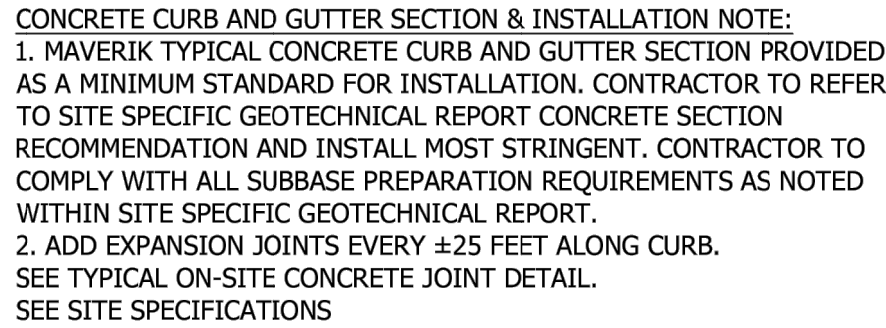 CONCRETE CURB AND GUTTER SECTION & INSTALLATION NOTE:
1. MAVERIK TYPICAL CONCRETE CURB AND GUTTER SECTION PROVIDED
AS A MINIMUM STANDARD FOR INSTALLATION. CONTRACTOR TO REFER
TO SITE SPECIFIC GEOTECHNICAL REPORT CONCRETE SECTION
RECOMMENDATION AND INSTALL MOST STRINGENT. CONTRACTOR TO
COMPLY WITH ALL SUBBASE PREPARATION REQUIREMENTS AS NOTED
WITHIN SITE SPECIFIC GEOTECHNICAL REPORT.
2. ADD EXPANSION JOINTS EVERY ±25 FEET ALONG CURB.
SEE TYPICAL ON-SITE CONCRETE JOINT DETAIL.
SEE SITE SPECIFICATIONS